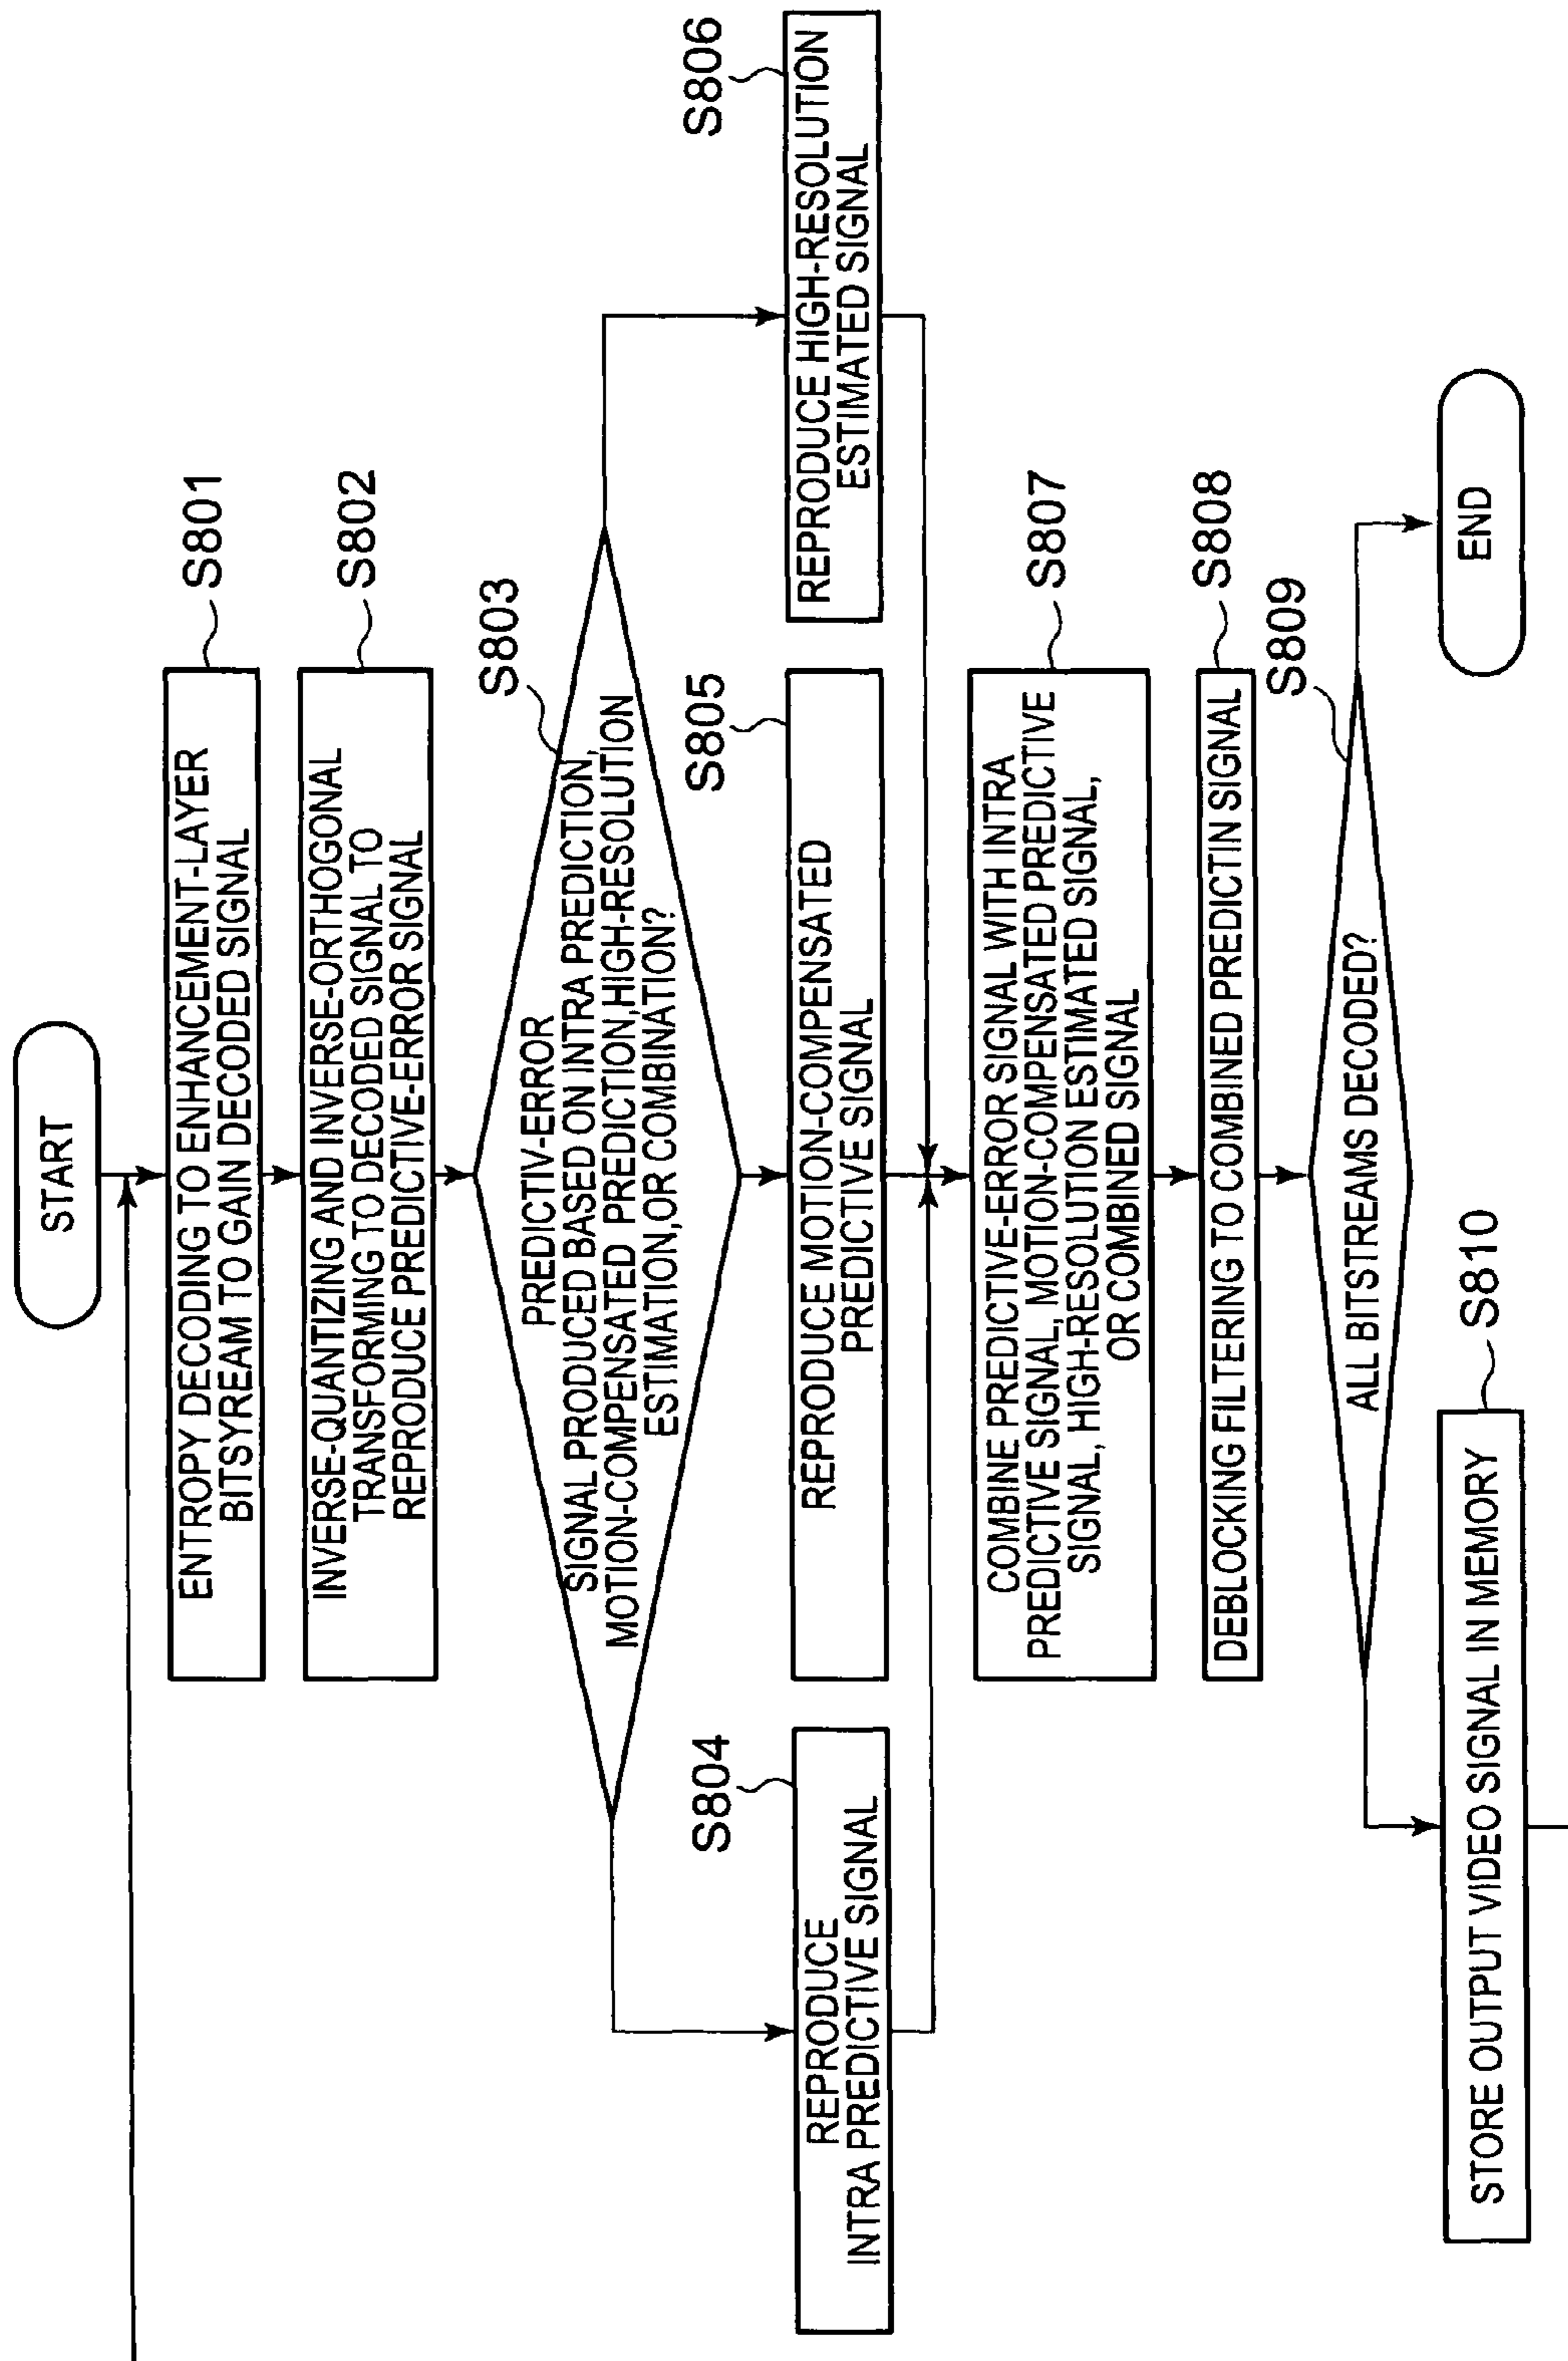 START
ENTROPY DECODING TO ENHANCEMENT-LAYER
BITSYREAM TO GAIN DECODED SIGNAL
S801
INVERSE-QUANTIZING AND INVERSE-ORTHOGONAL
TRANSFORMING TO DECODED SIGNAL TO
REPRODUCE PREDICTIVE-ERROR SIGNAL
S802
PREDICTIV-ERROR
SIGNAL PRODUCED BASED ON INTRA PREDICTION,
MOTION-COMPENSATED PREDICTION,HIGH-RESOLUTION
ESTIMATION,OR COMBINATION?
S803
REPRODUCE
INTRA PREDICTIVE SIGNAL
S804
REPRODUCE MOTION-COMPENSATED
PREDICTIVE SIGNAL
S805
REPRODUCE HIGH-RESOLUTION
ESTIMATED SIGNAL
S806
COMBINE PREDICTIVE-ERROR SIGNAL WITH INTRA
PREDICTIVE SIGNAL, MOTION-COMPENSATED PREDICTIVE
SIGNAL, HIGH-RESOLUTION ESTIMATED SIGNAL,
OR COMBINED SIGNAL
S807
DEBLOCKING FILTERING TO COMBINED PREDICTIN SIGNAL
S808
ALL BITSTREAMS DECODED?
S809
STORE OUTPUT VIDEO SIGNAL IN MEMORY
S810
END